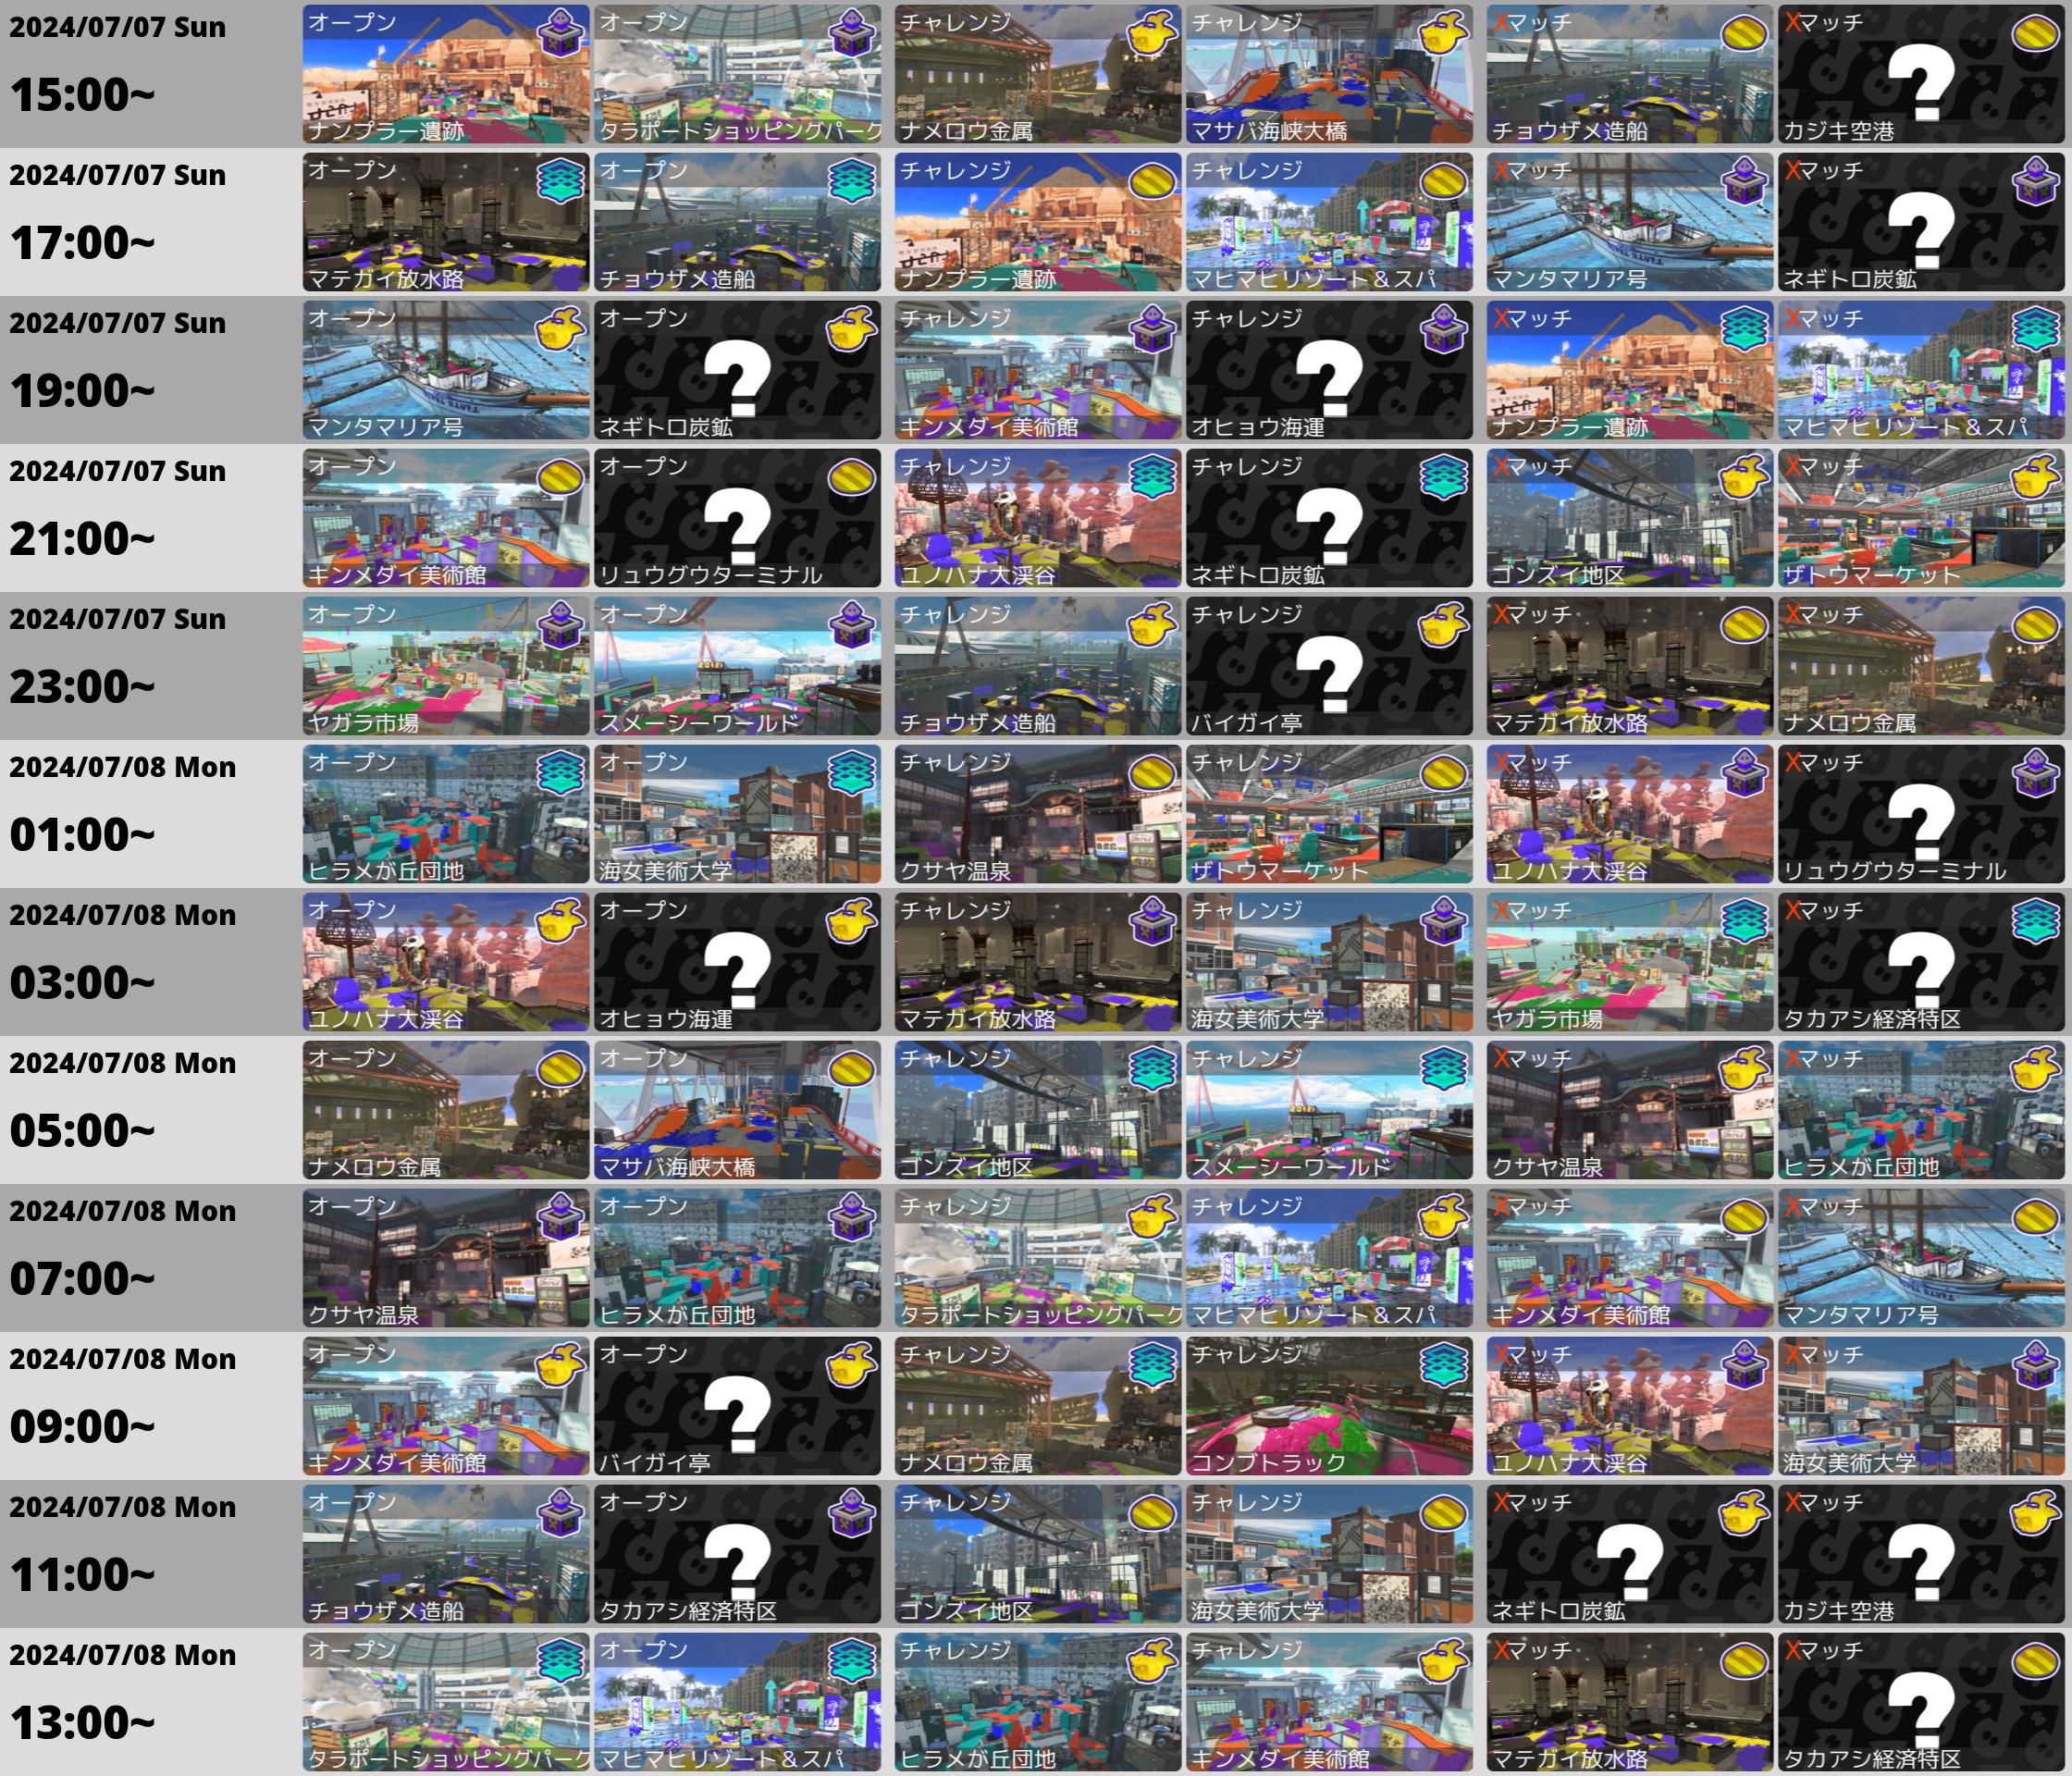 2024/07/07 Sun
15:00~
オープン オープン チャレンジ チャレンジ Xマッチ Xマッチ
ナンプラー遺跡 タラポートショッピングパーク ナメロウ金属 マサバ海峡大橋 チョウザメ造船 カジキ空港
2024/07/07 Sun
17:00~
オープン オープン チャレンジ チャレンジ Xマッチ Xマッチ
マテガイ放水路 チョウザメ造船 ナンプラー遺跡 マヒマヒリゾート＆スパ マンタマリア号 ネギトロ炭鉱
2024/07/07 Sun
19:00~
オープン オープン チャレンジ チャレンジ Xマッチ Xマッチ
マンタマリア号 ネギトロ炭鉱 キンメダイ美術館 オヒョウ海運 ナンプラー遺跡 マヒマヒリゾート＆スパ
2024/07/07 Sun
21:00~
オープン オープン チャレンジ チャレンジ Xマッチ Xマッチ
キンメダイ美術館 リュウグウターミナル ユノハナ大渓谷 ネギトロ炭鉱 ゴンズイ地区 ザトウマーケット
2024/07/07 Sun
23:00~
オープン オープン チャレンジ チャレンジ Xマッチ Xマッチ
ヤガラ市場 スメーシーワールド チョウザメ造船 バイガイ亭 マテガイ放水路 ナメロウ金属
2024/07/08 Mon
01:00~
オープン オープン チャレンジ チャレンジ Xマッチ Xマッチ
ヒラメが丘団地 海女美術大学 クサヤ温泉 ザトウマーケット ユノハナ大渓谷 リュウグウターミナル
2024/07/08 Mon
03:00~
オープン オープン チャレンジ チャレンジ Xマッチ Xマッチ
ユノハナ大渓谷 オヒョウ海運 マテガイ放水路 海女美術大学 ヤガラ市場 タカアシ経済特区
2024/07/08 Mon
05:00~
オープン オープン チャレンジ チャレンジ Xマッチ Xマッチ
ナメロウ金属 マサバ海峡大橋 ゴンズイ地区 スメーシーワールド クサヤ温泉 ヒラメが丘団地
2024/07/08 Mon
07:00~
オープン オープン チャレンジ チャレンジ Xマッチ Xマッチ
クサヤ温泉 ヒラメが丘団地 タラポートショッピングパーク マヒマヒリゾート＆スパ キンメダイ美術館 マンタマリア号
2024/07/08 Mon
09:00~
オープン オープン チャレンジ チャレンジ Xマッチ Xマッチ
キンメダイ美術館 バイガイ亭 ナメロウ金属 コンブトラック ユノハナ大渓谷 海女美術大学
2024/07/08 Mon
11:00~
オープン オープン チャレンジ チャレンジ Xマッチ Xマッチ
チョウザメ造船 タカアシ経済特区 ゴンズイ地区 海女美術大学 ネギトロ炭鉱 カジキ空港
2024/07/08 Mon
13:00~
オープン オープン チャレンジ チャレンジ Xマッチ Xマッチ
タラポートショッピングパーク マヒマヒリゾート＆スパ ヒラメが丘団地 キンメダイ美術館 マテガイ放水路 タカアシ経済特区